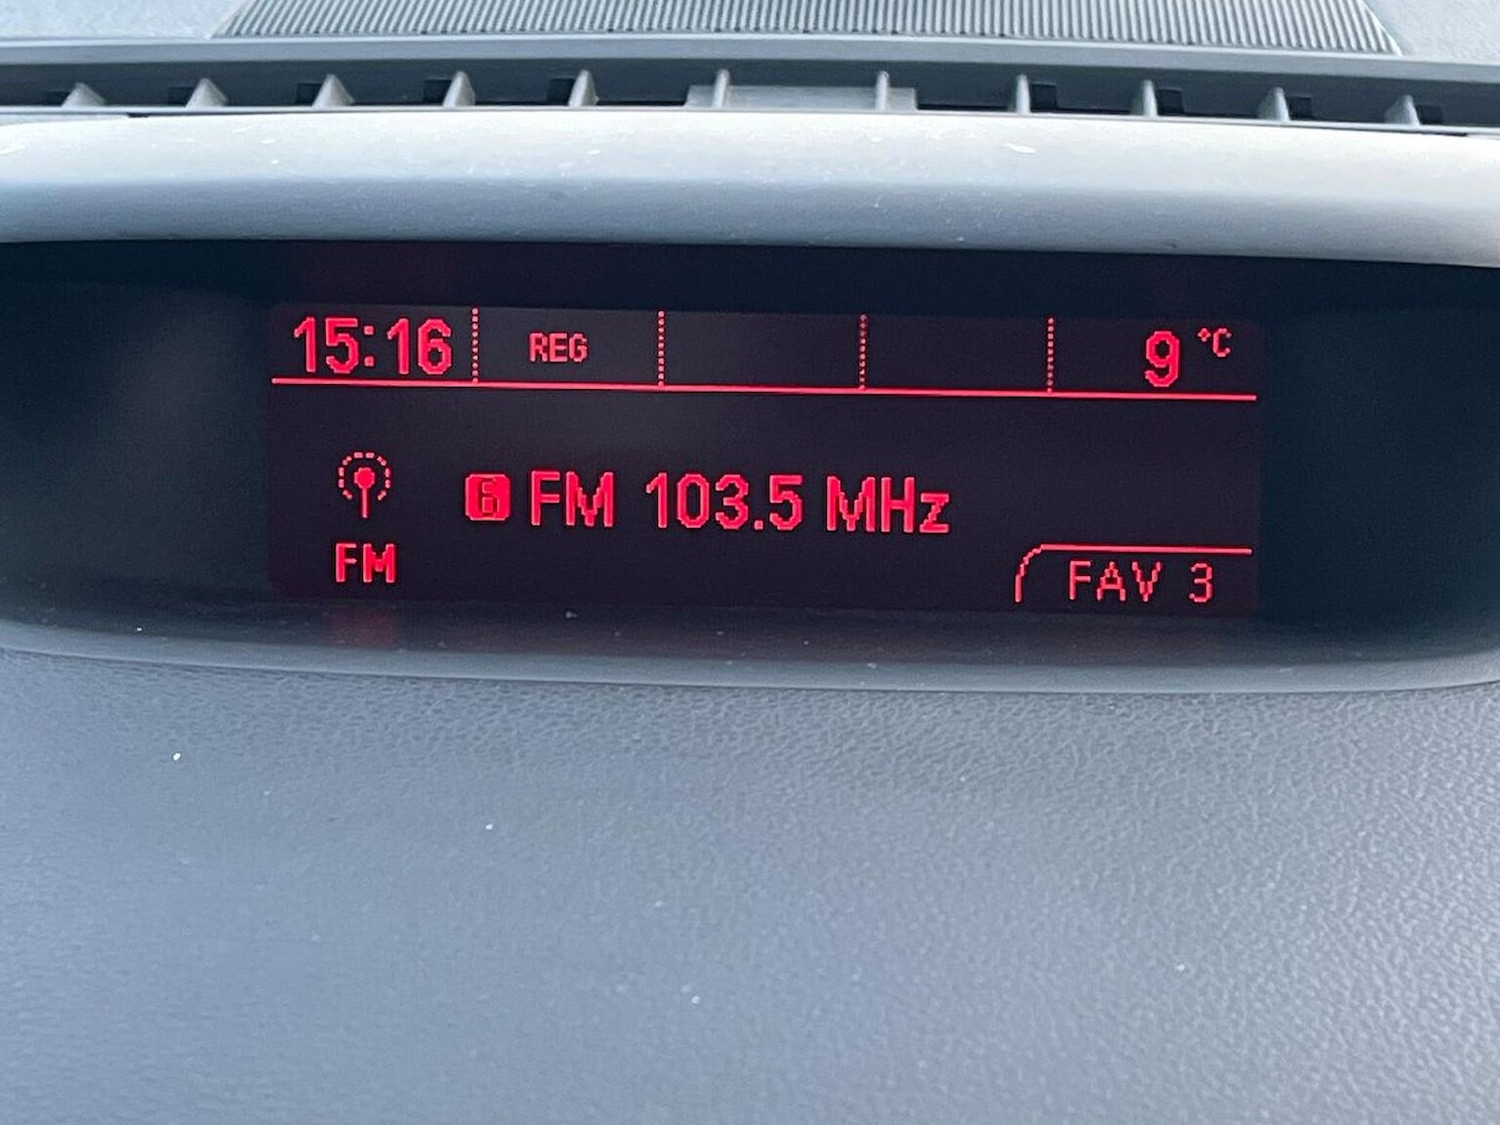 15:16 REG 9 °C
6 FM 103.5 MHz
FM
FAV 3